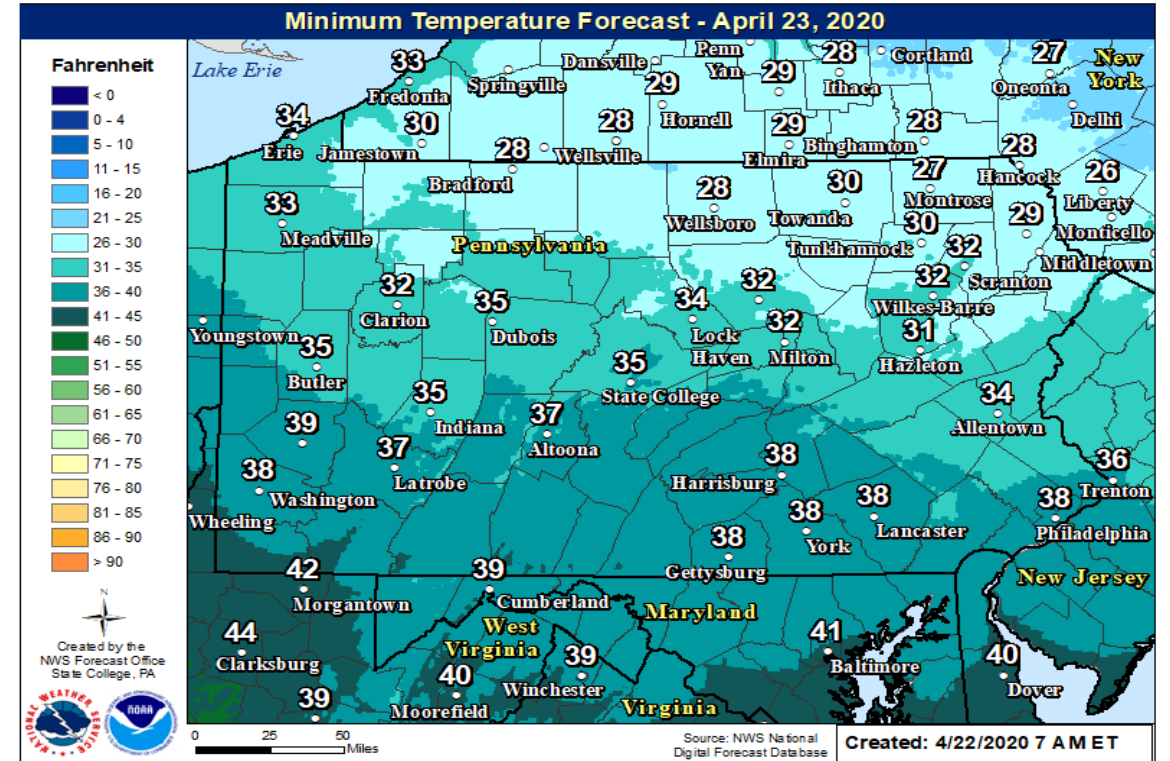 Minimum Temperature Forecast - April 23, 2020
Fahrenheit
< 0
0 - 4
5 - 10
11 - 15
16 - 20
21 - 25
26 - 30
31 - 35
36 - 40
41 - 45
46 - 50
51 - 55
56 - 60
61 - 65
66 - 70
71 - 75
76 - 80
81 - 85
86 - 90
> 90
N
Created by the
NWS Forecast Office
State College, PA
NATIONAL WEATHER SERVICE
NOAA
Lake Erie
33
Fredonia
Springville
Dansville
Penn
Yan
29
Hornell
29
28
Ithaca
Cortland
27
Oneonta
New
York
Delhi
34
Erie
30
Jamestown
28
Bradford
28
Wellsville
29
Elmira
28
Binghamton
28
Hancock
26
Liberty
Monticello
33
Meadville
Pennsylvania
28
Wellsboro
30
Towanda
27
Montrose
30
Tunkhannock
29
Middletown
32
Scranton
32
Wilkes-Barre
32
Clarion
35
Dubois
34
Lock
Haven
32
32
Milton
31
Hazleton
Youngstown
35
Butler
35
Indiana
35
State College
34
Allentown
39
37
Altoona
37
Latrobe
38
Washington
38
Harrisburg
36
Trenton
Wheeling
38
Gettysburg
38
York
38
Lancaster
38
Philadelphia
42
Morgantown
39
Cumberland
Maryland
New Jersey
West
Virginia
44
Clarksburg
39
40
Moorefield
39
Winchester
Virginia
41
Baltimore
40
Dover
0 25 50
Miles
Source: NWS National
Digital Forecast Database
Created: 4/22/2020 7 AM ET